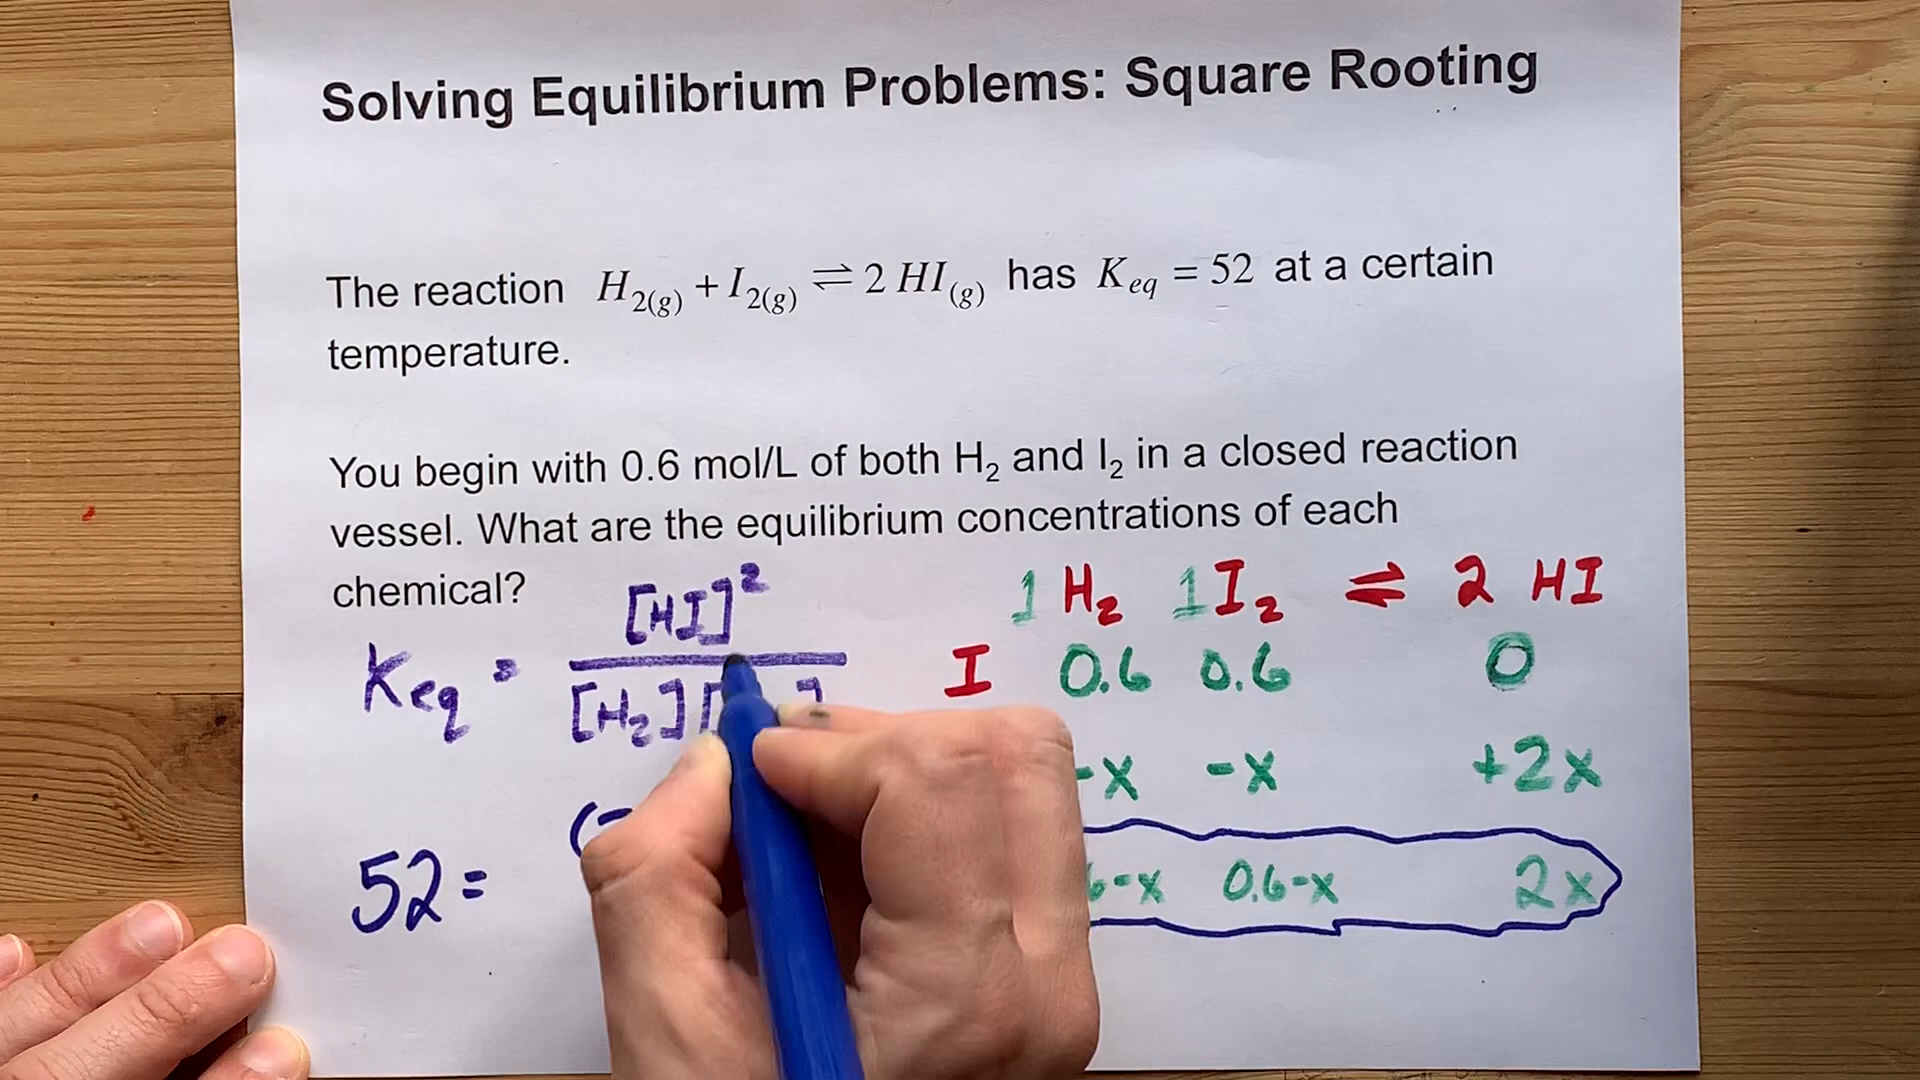 Solving Equilibrium Problems: Square Rooting
The reaction H2(g) + I2(g) ⇌ 2 HI(g) has Keq = 52 at a certain
temperature.
You begin with 0.6 mol/L of both H2 and I2 in a closed reaction
vessel. What are the equilibrium concentrations of each
chemical?
Keq = [HI]²
[H2][ ]
52 = (
1 H2 1 I2 ⇌ 2 HI
I 0.6 0.6 0
-x -x +2x
-x 0.6-x 2x